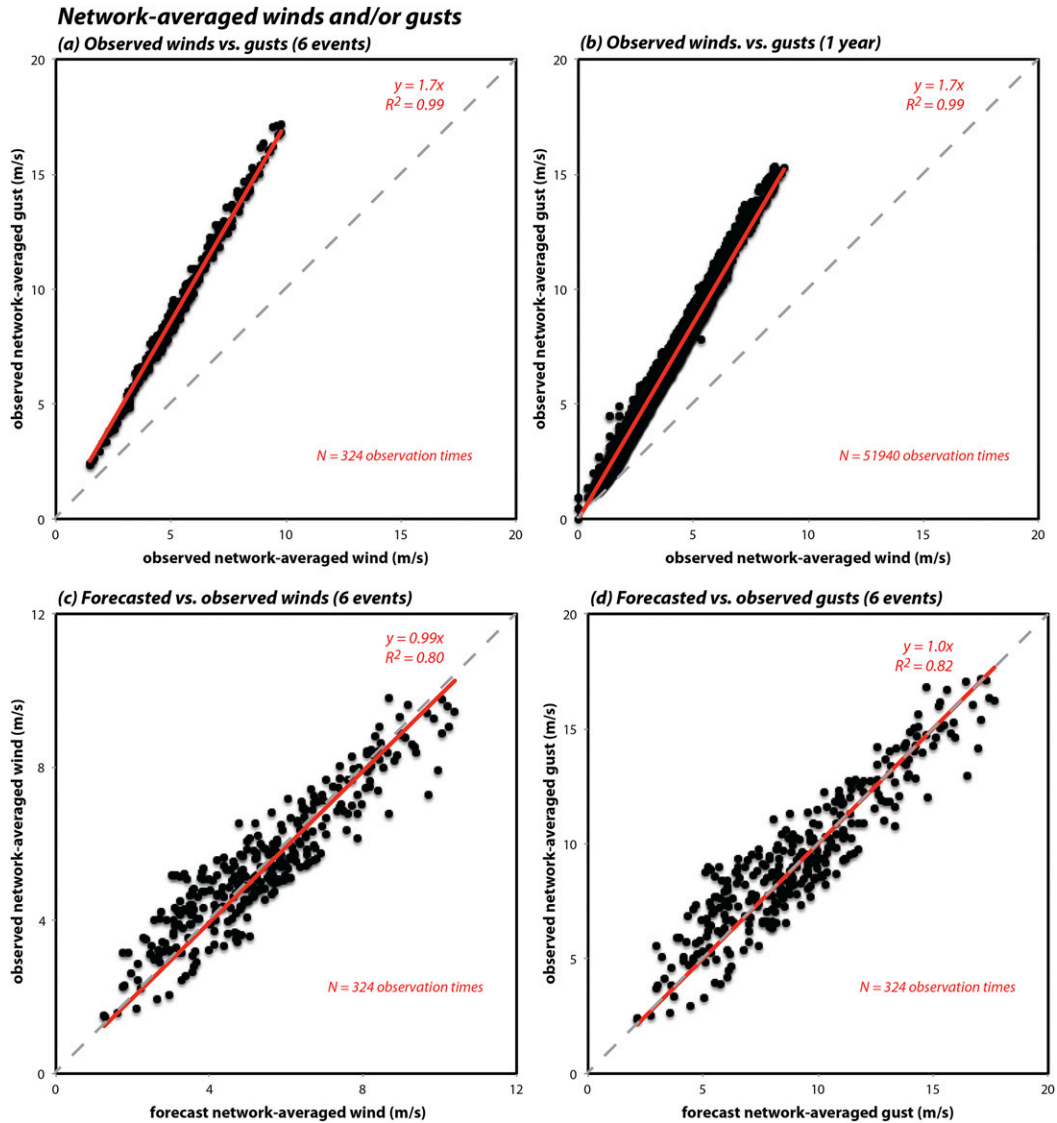 Network-averaged winds and/or gusts
(a) Observed winds vs. gusts (6 events)
20
15
10
5
0
observed network-averaged gust (m/s)
y = 1.7x
R² = 0.99
N = 324 observation times
0 5 10 15 20
observed network-averaged wind (m/s)
(b) Observed winds. vs. gusts (1 year)
20
15
10
5
0
observed network-averaged gust (m/s)
y = 1.7x
R² = 0.99
N = 51940 observation times
0 5 10 15 20
observed network-averaged wind (m/s)
(c) Forecasted vs. observed winds (6 events)
12
8
4
0
observed network-averaged wind (m/s)
y = 0.99x
R² = 0.80
N = 324 observation times
0 4 8 12
forecast network-averaged wind (m/s)
(d) Forecasted vs. observed gusts (6 events)
20
15
10
5
0
observed network-averaged gust (m/s)
y = 1.0x
R² = 0.82
N = 324 observation times
0 5 10 15 20
forecast network-averaged gust (m/s)